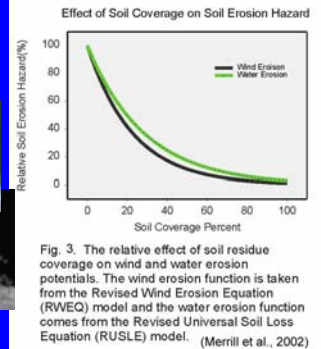 Effect of Soil Coverage on Soil Erosion Hazard
Relative Soil Erosion Hazard(%)
100
80
60
40
20
0
Wind Eroison
Water Erosion
0 20 40 60 80 100
Soil Coverage Percent
Fig. 3. The relative effect of soil residue
coverage on wind and water erosion
potentials. The wind erosion function is taken
from the Revised Wind Erosion Equation
(RWEQ) model and the water erosion function
comes from the Revised Universal Soil Loss
Equation (RUSLE) model. (Merrill et al., 2002)